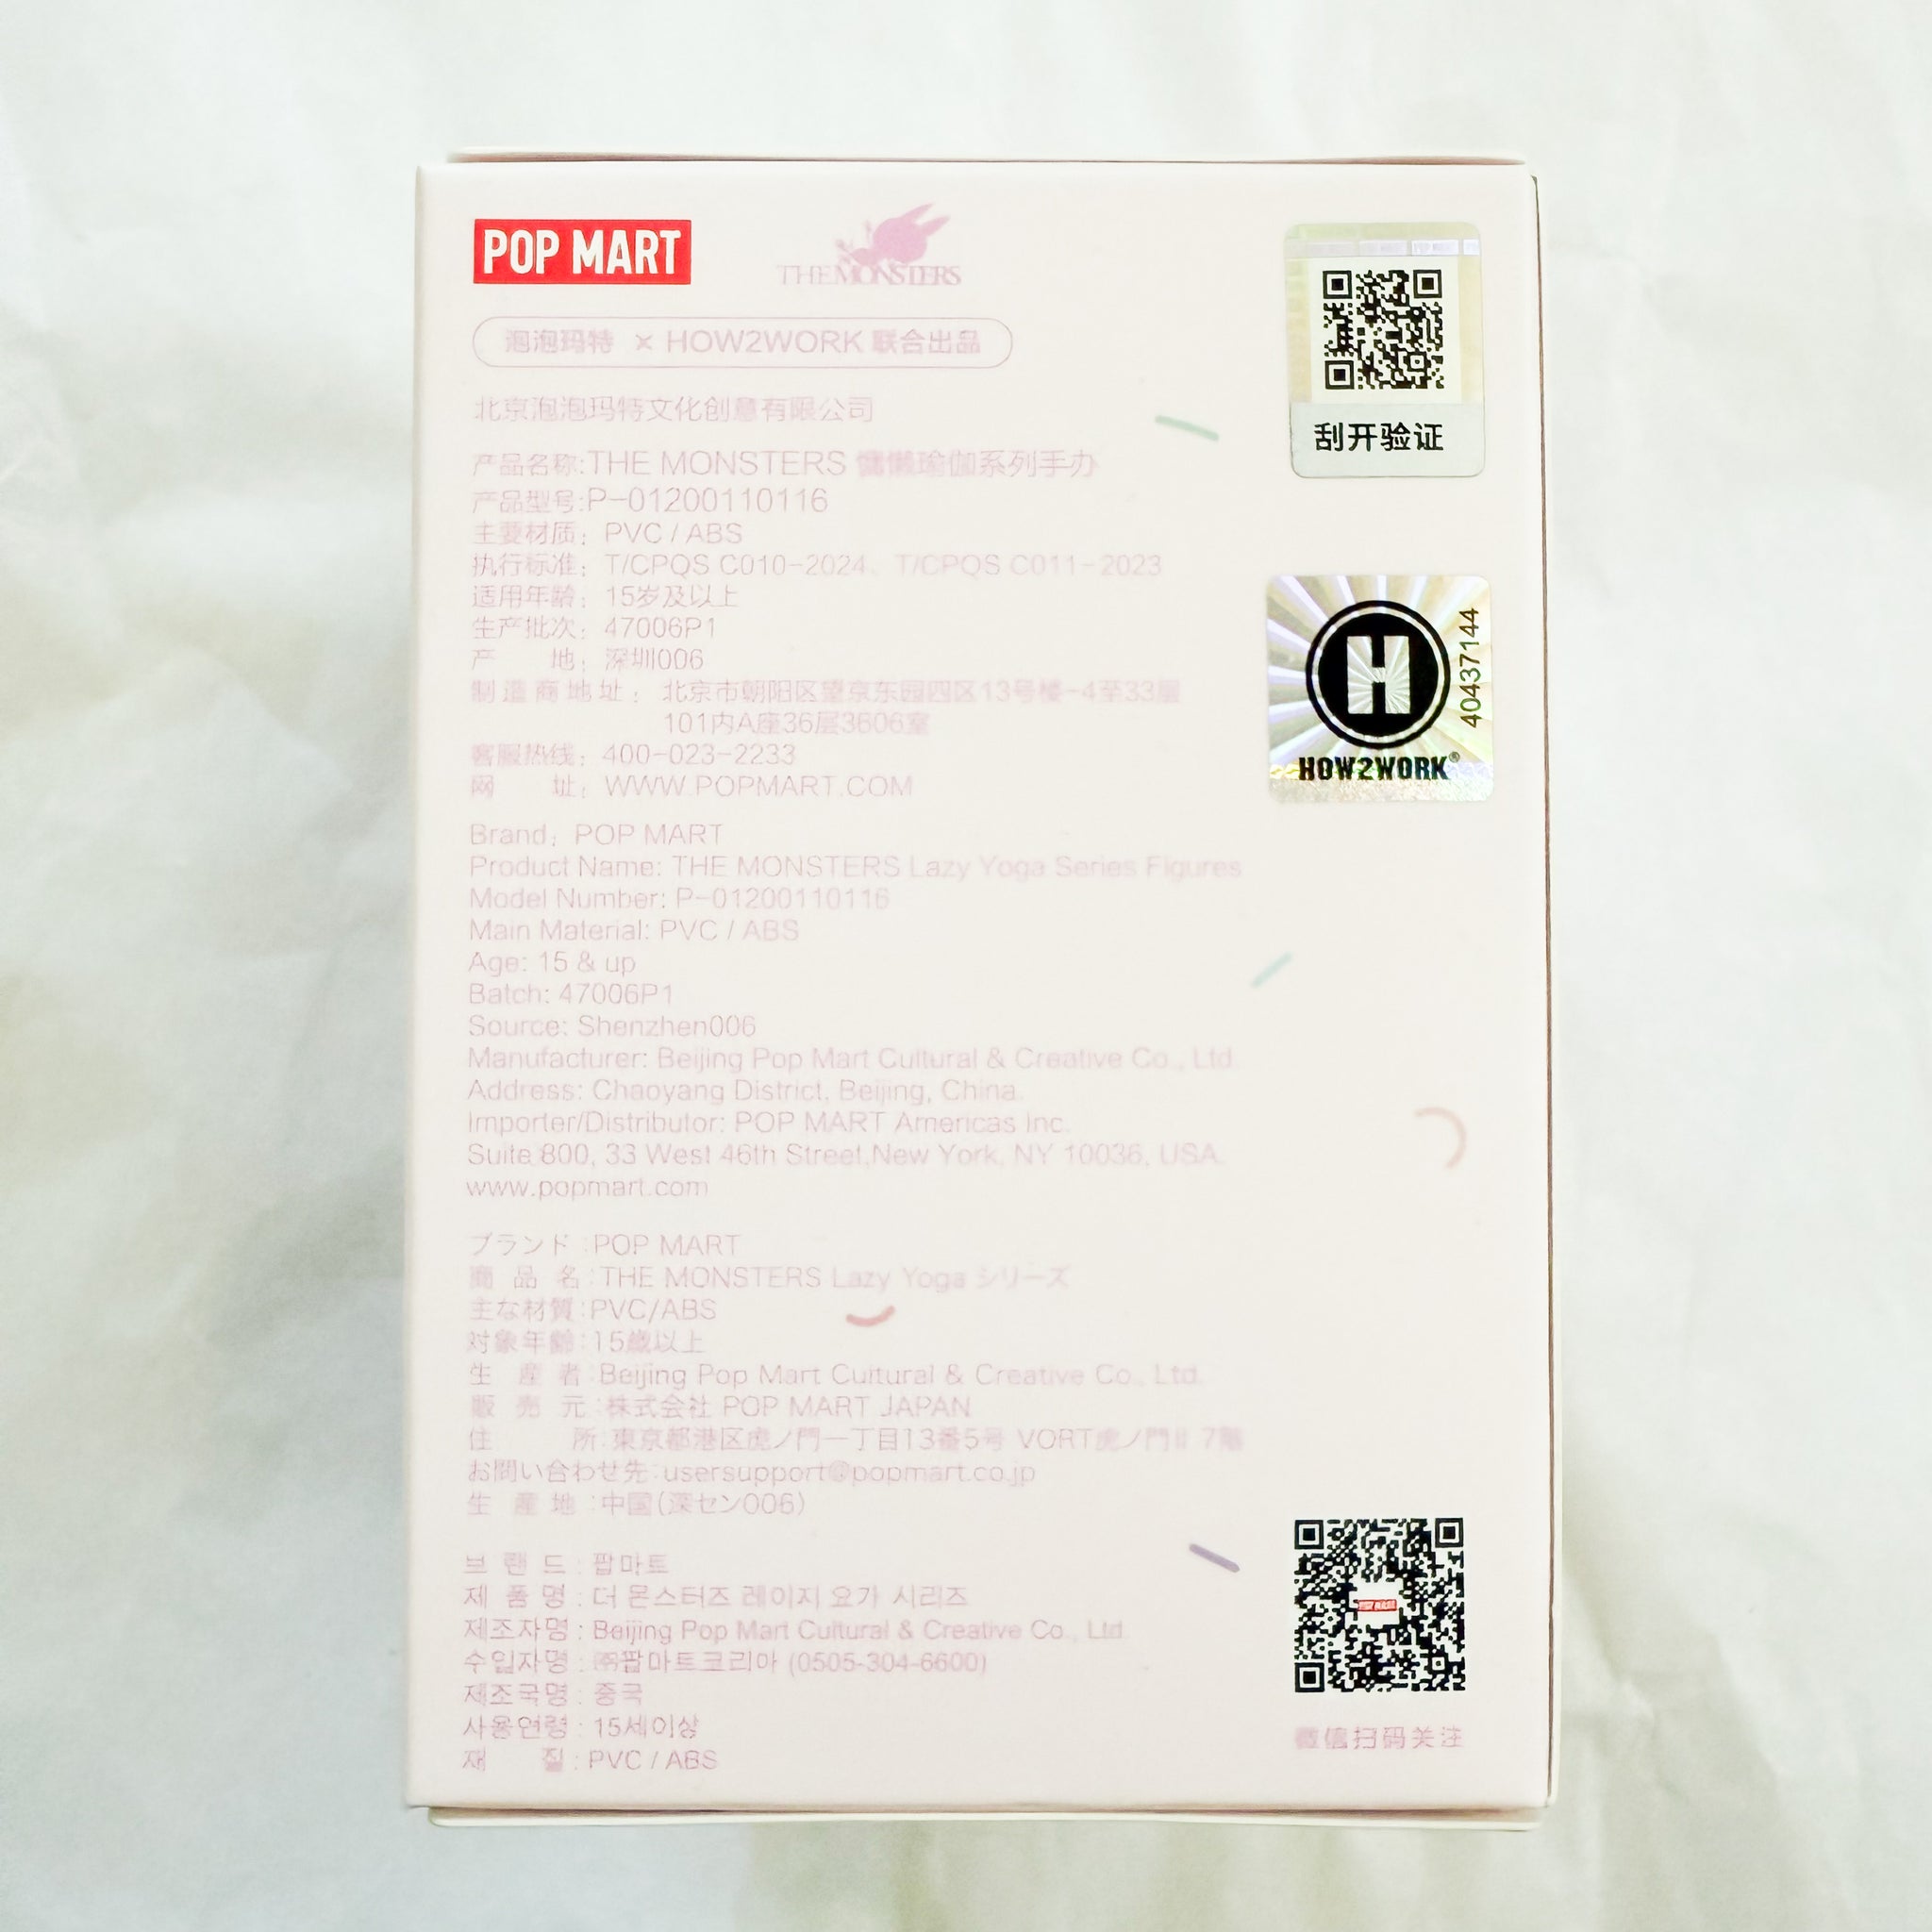 POP MART
THE MONSTERS
泡泡玛特 × HOW2WORK 联合出品
北京泡泡玛特文化创意有限公司
产品名称:THE MONSTERS 慵懒瑜伽系列手办
产品型号:P-01200110116
主要材质：PVC / ABS
执行标准：T/CPQS C010-2024、T/CPQS C011-2023
适用年龄：15岁及以上
生产批次：47006P1
产 地：深圳006
制造商地址：北京市朝阳区望京东园四区13号楼-4至33层
101内A座36层3606室
客服热线：400-023-2233
网 址：WWW.POPMART.COM
Brand：POP MART
Product Name: THE MONSTERS Lazy Yoga Series Figures
Model Number: P-01200110116
Main Material: PVC / ABS
Age: 15 & up
Batch: 47006P1
Source: Shenzhen006
Manufacturer: Beijing Pop Mart Cultural & Creative Co., Ltd.
Address: Chaoyang District, Beijing, China.
Importer/Distributor: POP MART Americas Inc.
Suite 800, 33 West 46th Street,New York, NY 10036, USA.
www.popmart.com
ブランド:POP MART
商 品 名:THE MONSTERS Lazy Yoga シリーズ
主な材質:PVC/ABS
対象年齢:15歳以上
生 産 者:Beijing Pop Mart Cultural & Creative Co., Ltd.
販 売 元:株式会社 POP MART JAPAN
住 所:東京都港区虎ノ門一丁目13番5号 VORT虎ノ門Ⅱ 7階
お問い合わせ先:usersupport@popmart.co.jp
生 産 地:中国(深セン006)
브 랜 드 : 팝마트
제 품 명 : 더 몬스터즈 레이지 요가 시리즈
제조자명 : Beijing Pop Mart Cultural & Creative Co., Ltd.
수입자명 : ㈜팝마트코리아 (0505-304-6600)
제조국명 : 중국
사용연령 : 15세이상
재 질 : PVC / ABS
刮开验证
H
40437144
HOW2WORK®
POP MART
微信扫码关注